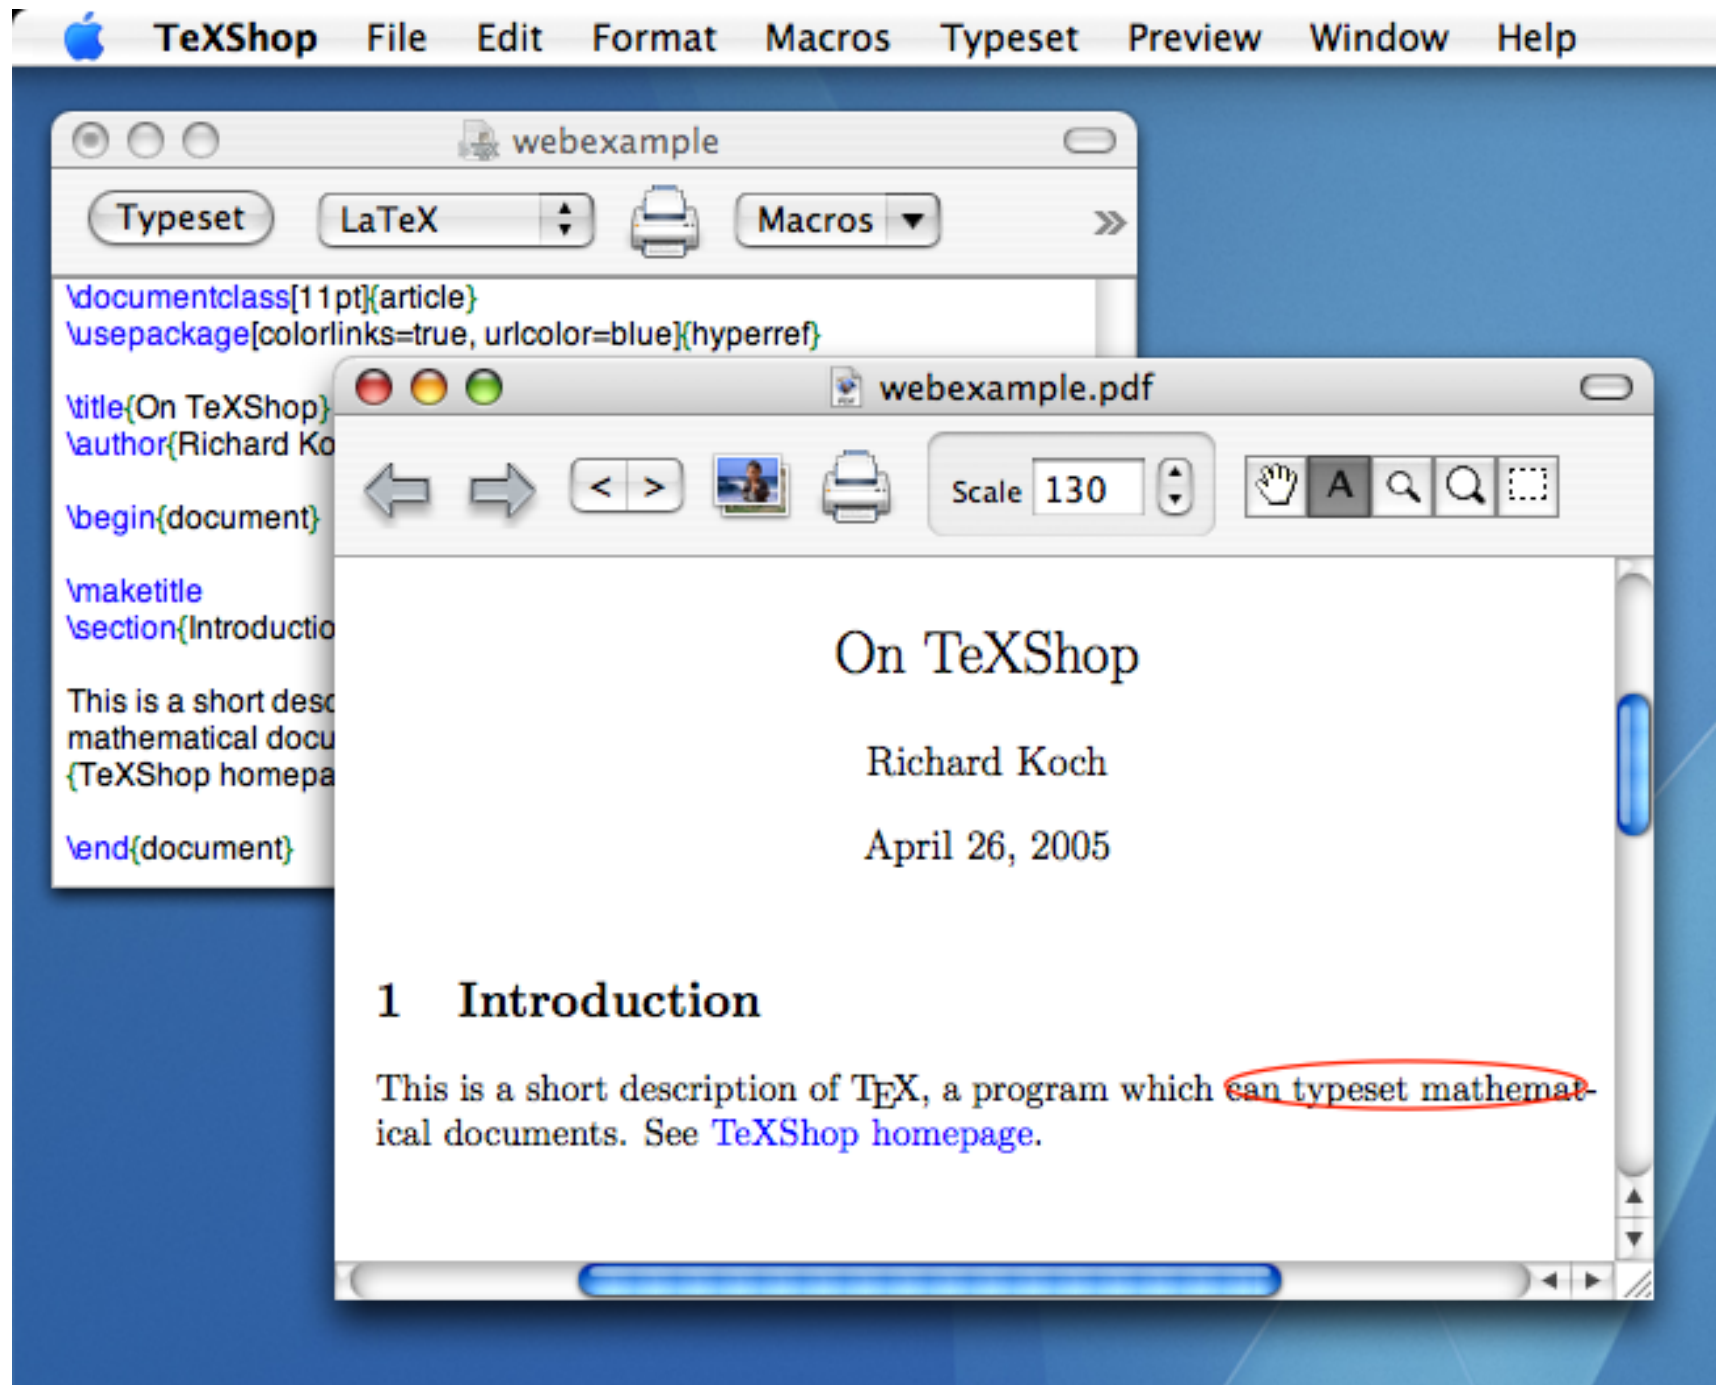 TeXShop File Edit Format Macros Typeset Preview Window Help
webexample
Typeset LaTeX Macros
\documentclass[11pt]{article}
\usepackage[colorlinks=true, urlcolor=blue]{hyperref}
\title{On TeXShop}
\author{Richard Ko
\begin{document}
\maketitle
\section{Introductio
This is a short desc
mathematical docu
{TeXShop homepa
\end{document}
webexample.pdf
< > Scale 130 A
On TeXShop
Richard Koch
April 26, 2005
1 Introduction
This is a short description of TEX, a program which can typeset mathemat-
ical documents. See TeXShop homepage.